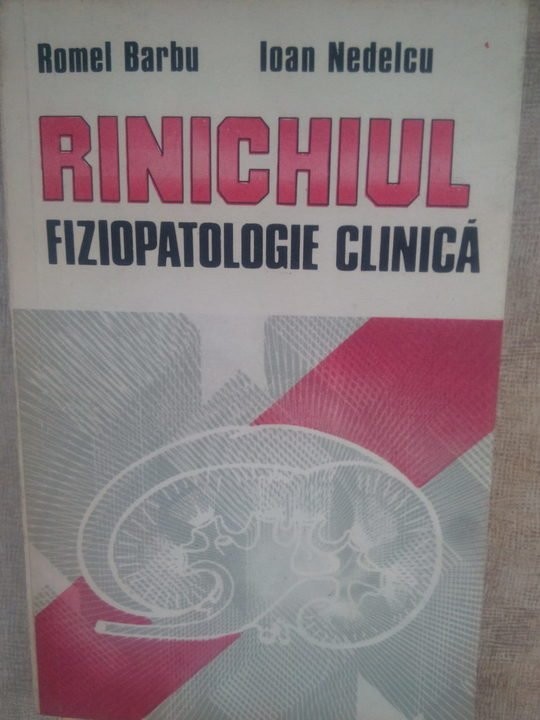 Romel Barbu Ioan Nedelcu
RINICHIUL
FIZIOPATOLOGIE CLINICĂ